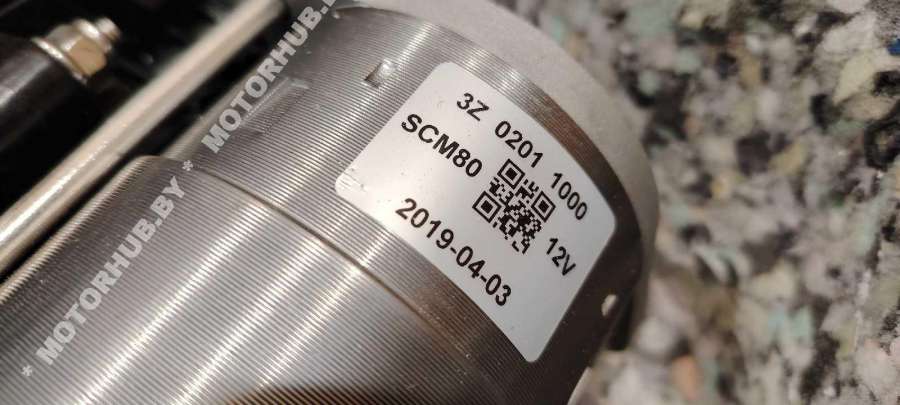 3Z 0201 1000
SCM80
12V
2019-04-03
* MOTORHUB.BY * MOTORHUB.BY *